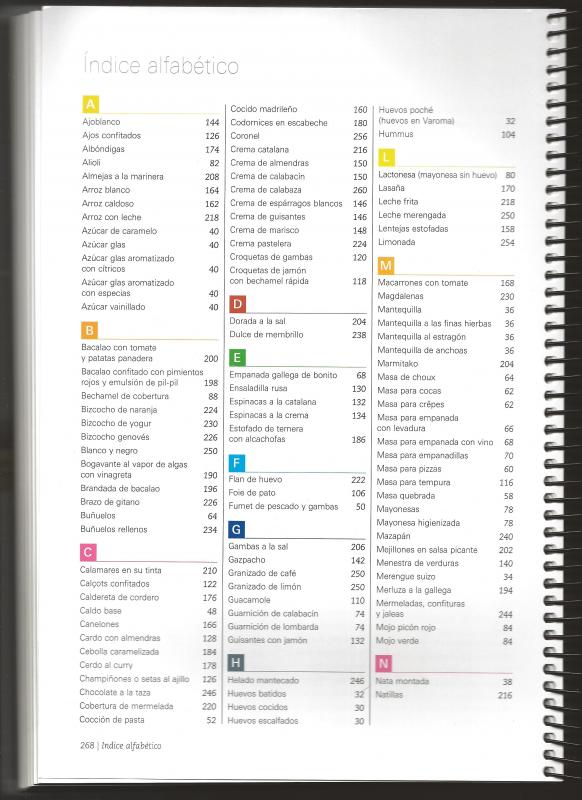 Índice alfabético
A
Ajoblanco 144
Ajos confitados 126
Albóndigas 174
Alioli 82
Almejas a la marinera 208
Arroz blanco 164
Arroz caldoso 162
Arroz con leche 218
Azúcar de caramelo 40
Azúcar glas 40
Azúcar glas aromatizado
con cítricos 40
Azúcar glas aromatizado
con especias 40
Azúcar vainillado 40
B
Bacalao con tomate
y patatas panadera 200
Bacalao confitado con pimientos
rojos y emulsión de pil-pil 198
Bechamel de cobertura 88
Bizcocho de naranja 224
Bizcocho de yogur 230
Bizcocho genovés 226
Blanco y negro 250
Bogavante al vapor de algas
con vinagreta 190
Brandada de bacalao 196
Brazo de gitano 226
Buñuelos 64
Buñuelos rellenos 234
C
Calamares en su tinta 210
Calçots confitados 122
Caldereta de cordero 176
Caldo base 48
Canelones 166
Cardo con almendras 128
Cebolla caramelizada 184
Cerdo al curry 178
Champiñones o setas al ajillo 126
Chocolate a la taza 246
Cobertura de mermelada 220
Cocción de pasta 52
Cocido madrileño 160
Codornices en escabeche 180
Coronel 256
Crema catalana 216
Crema de almendras 150
Crema de calabacín 150
Crema de calabaza 260
Crema de espárragos blancos 146
Crema de guisantes 146
Crema de marisco 148
Crema pastelera 224
Croquetas de gambas 120
Croquetas de jamón
con bechamel rápida 118
D
Dorada a la sal 204
Dulce de membrillo 238
E
Empanada gallega de bonito 68
Ensaladilla rusa 130
Espinacas a la catalana 132
Espinacas a la crema 134
Estofado de ternera
con alcachofas 186
F
Flan de huevo 222
Foie de pato 106
Fumet de pescado y gambas 50
G
Gambas a la sal 206
Gazpacho 142
Granizado de café 250
Granizado de limón 250
Guacamole 110
Guarnición de calabacín 74
Guarnición de lombarda 74
Guisantes con jamón 132
H
Helado mantecado 246
Huevos batidos 32
Huevos cocidos 30
Huevos escalfados 30
Huevos poché
(huevos en Varoma) 32
Hummus 104
L
Lactonesa (mayonesa sin huevo) 80
Lasaña 170
Leche frita 218
Leche merengada 250
Lentejas estofadas 158
Limonada 254
M
Macarrones con tomate 168
Magdalenas 230
Mantequilla 36
Mantequilla a las finas hierbas 36
Mantequilla al estragón 36
Mantequilla de anchoas 36
Marmitako 204
Masa de choux 64
Masa para cocas 62
Masa para crêpes 62
Masa para empanada
con levadura 66
Masa para empanada con vino 68
Masa para empanadillas 70
Masa para pizzas 60
Masa para tempura 116
Masa quebrada 58
Mayonesas 78
Mayonesa higienizada 78
Mazapán 240
Mejillones en salsa picante 202
Menestra de verduras 140
Merengue suizo 34
Merluza a la gallega 194
Mermeladas, confituras
y jaleas 244
Mojo picón rojo 84
Mojo verde 84
N
Nata montada 38
Natillas 216
268 | Indice alfabético